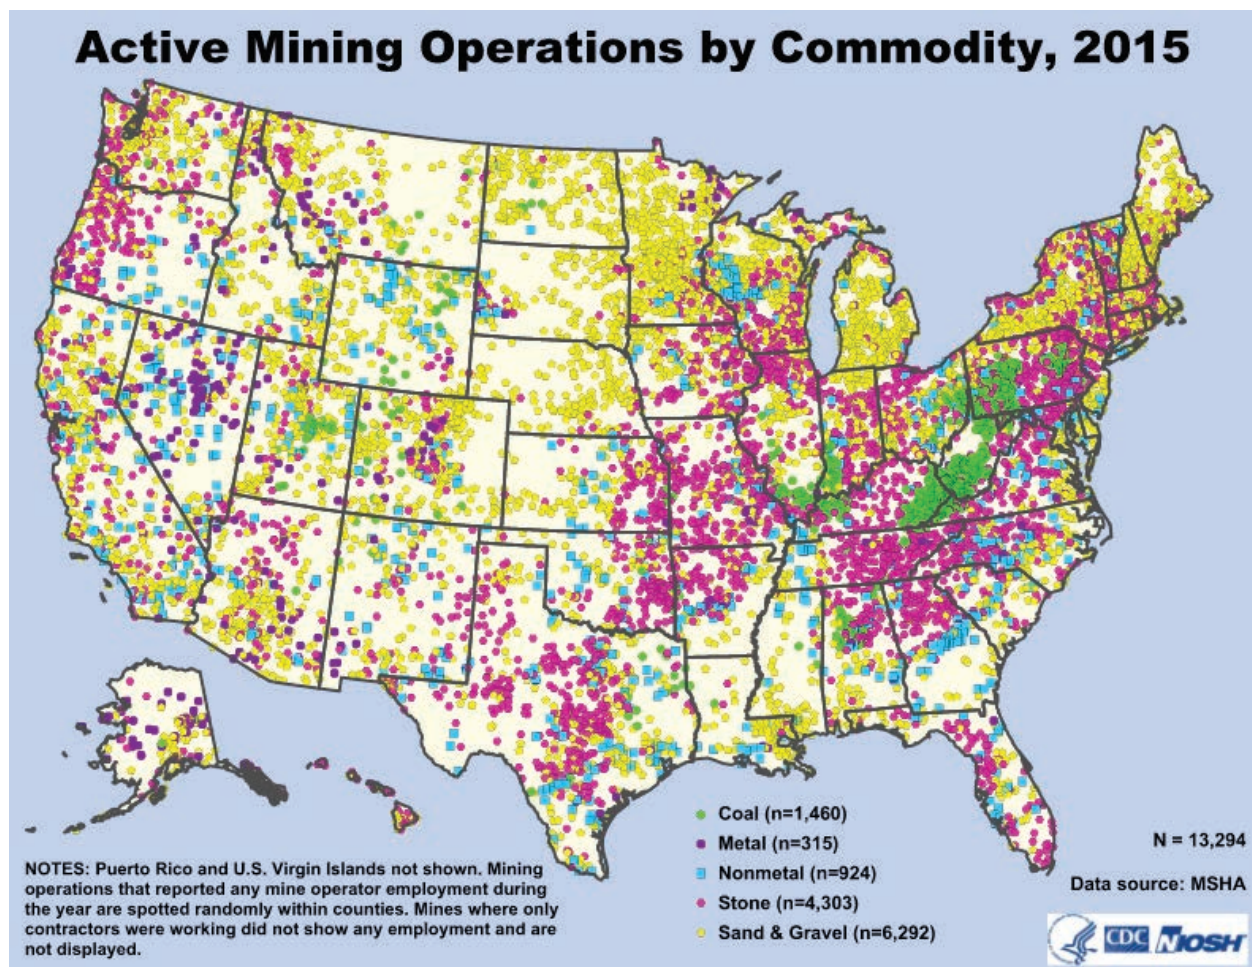 Active Mining Operations by Commodity, 2015
Coal (n=1,460)
Metal (n=315)
Nonmetal (n=924)
Stone (n=4,303)
Sand & Gravel (n=6,292)
N = 13,294
Data source: MSHA
NOTES: Puerto Rico and U.S. Virgin Islands not shown. Mining
operations that reported any mine operator employment during
the year are spotted randomly within counties. Mines where only
contractors were working did not show any employment and are
not displayed.
CDC NIOSH